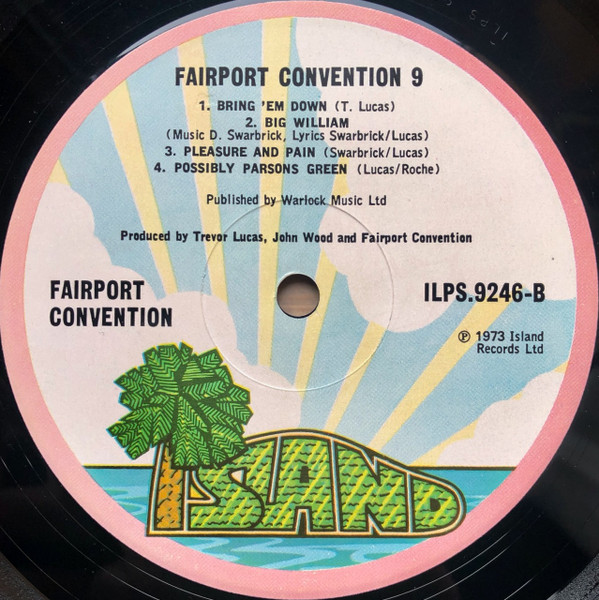 FAIRPORT CONVENTION 9
1. BRING 'EM DOWN (T. Lucas)
2. BIG WILLIAM
(Music D. Swarbrick, Lyrics Swarbrick/Lucas)
3. PLEASURE AND PAIN (Swarbrick/Lucas)
4. POSSIBLY PARSONS GREEN (Lucas/Roche)
Published by Warlock Music Ltd
Produced by Trevor Lucas, John Wood and Fairport Convention
FAIRPORT
CONVENTION
ILPS.9246-B
℗ 1973 Island
Records Ltd
ISLAND